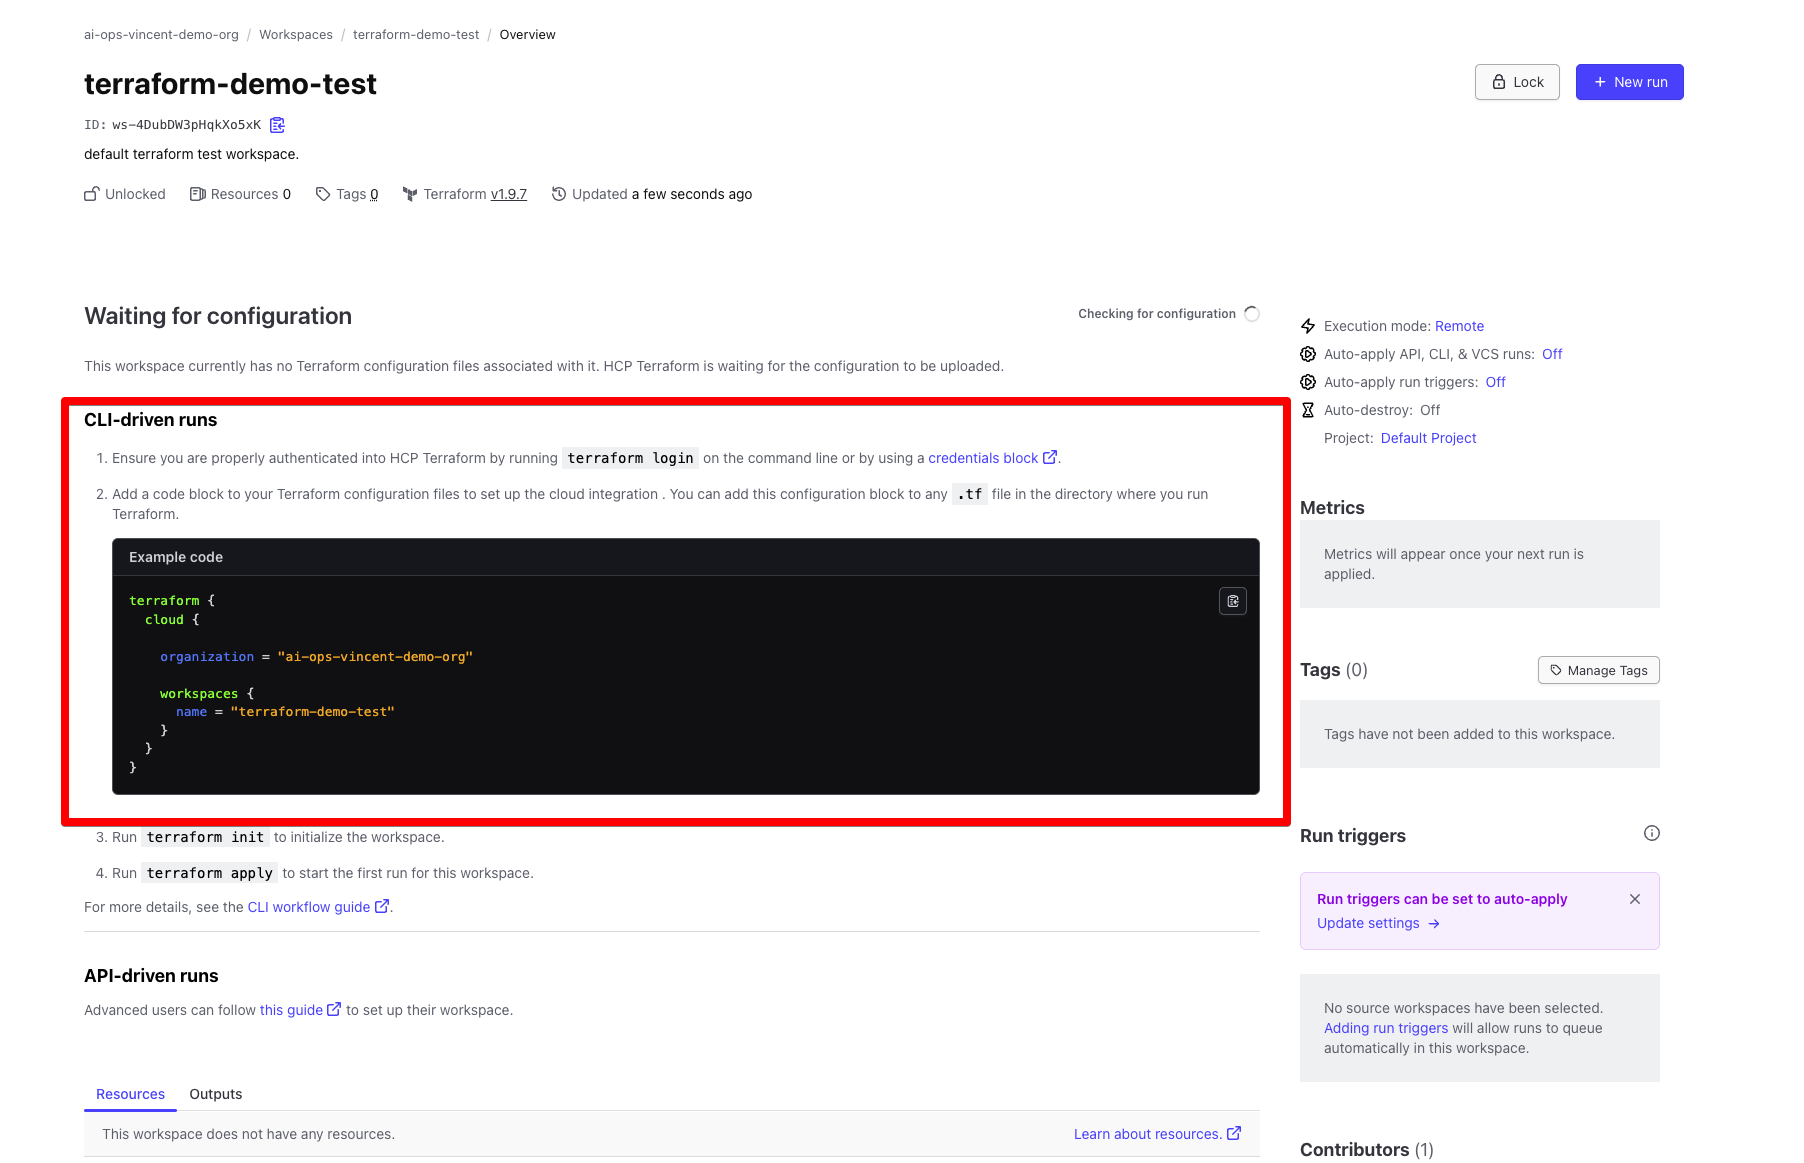 ai-ops-vincent-demo-org / Workspaces / terraform-demo-test / Overview
terraform-demo-test
Lock
+ New run
ID: ws-4DubDW3pHqkXo5xK
default terraform test workspace.
Unlocked Resources 0 Tags 0 Terraform v1.9.7 Updated a few seconds ago
Waiting for configuration
Checking for configuration
This workspace currently has no Terraform configuration files associated with it. HCP Terraform is waiting for the configuration to be uploaded.
CLI-driven runs
1. Ensure you are properly authenticated into HCP Terraform by running terraform login on the command line or by using a credentials block.
2. Add a code block to your Terraform configuration files to set up the cloud integration . You can add this configuration block to any .tf file in the directory where you run
Terraform.
Example code
terraform {
cloud {
organization = "ai-ops-vincent-demo-org"
workspaces {
name = "terraform-demo-test"
}
}
}
3. Run terraform init to initialize the workspace.
4. Run terraform apply to start the first run for this workspace.
For more details, see the CLI workflow guide.
API-driven runs
Advanced users can follow this guide to set up their workspace.
Resources Outputs
This workspace does not have any resources.
Learn about resources.
Execution mode: Remote
Auto-apply API, CLI, & VCS runs: Off
Auto-apply run triggers: Off
Auto-destroy: Off
Project: Default Project
Metrics
Metrics will appear once your next run is
applied.
Tags (0)
Manage Tags
Tags have not been added to this workspace.
Run triggers
Run triggers can be set to auto-apply
Update settings →
No source workspaces have been selected.
Adding run triggers will allow runs to queue
automatically in this workspace.
Contributors (1)